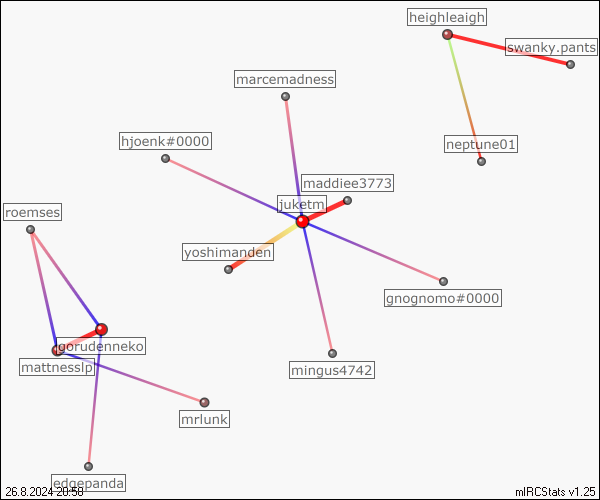 heighleaigh
swanky.pants
marcemadness
hjoenk#0000
neptune01
maddiee3773
juketm
roemses
yoshimanden
gnognomo#0000
gorudenneko
mattnesslp
mingus4742
mrlunk
edgepanda
26.8.2024 20:58
mIRCStats v1.25